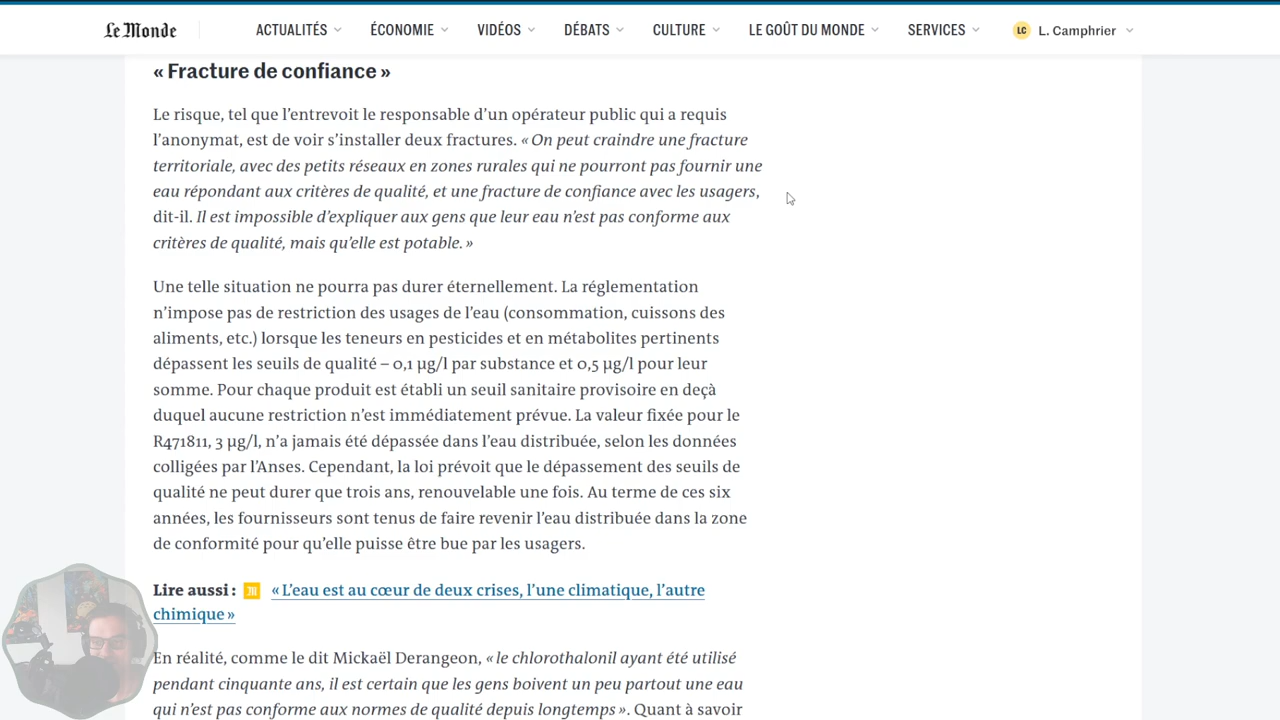 Le Monde
ACTUALITÉS
ÉCONOMIE
VIDÉOS
DÉBATS
CULTURE
LE GOÛT DU MONDE
SERVICES
LC
L. Camphrier
« Fracture de confiance »
Le risque, tel que l’entrevoit le responsable d’un opérateur public qui a requis
l’anonymat, est de voir s’installer deux fractures. « On peut craindre une fracture
territoriale, avec des petits réseaux en zones rurales qui ne pourront pas fournir une
eau répondant aux critères de qualité, et une fracture de confiance avec les usagers,
dit-il. Il est impossible d’expliquer aux gens que leur eau n’est pas conforme aux
critères de qualité, mais qu’elle est potable. »
Une telle situation ne pourra pas durer éternellement. La réglementation
n’impose pas de restriction des usages de l’eau (consommation, cuissons des
aliments, etc.) lorsque les teneurs en pesticides et en métabolites pertinents
dépassent les seuils de qualité – 0,1 µg/l par substance et 0,5 µg/l pour leur
somme. Pour chaque produit est établi un seuil sanitaire provisoire en deçà
duquel aucune restriction n’est immédiatement prévue. La valeur fixée pour le
R471811, 3 µg/l, n’a jamais été dépassée dans l’eau distribuée, selon les données
colligées par l’Anses. Cependant, la loi prévoit que le dépassement des seuils de
qualité ne peut durer que trois ans, renouvelable une fois. Au terme de ces six
années, les fournisseurs sont tenus de faire revenir l’eau distribuée dans la zone
de conformité pour qu’elle puisse être bue par les usagers.
Lire aussi : M « L’eau est au cœur de deux crises, l’une climatique, l’autre
chimique »
En réalité, comme le dit Mickaël Derangeon, « le chlorothalonil ayant été utilisé
pendant cinquante ans, il est certain que les gens boivent un peu partout une eau
qui n’est pas conforme aux normes de qualité depuis longtemps ». Quant à savoir